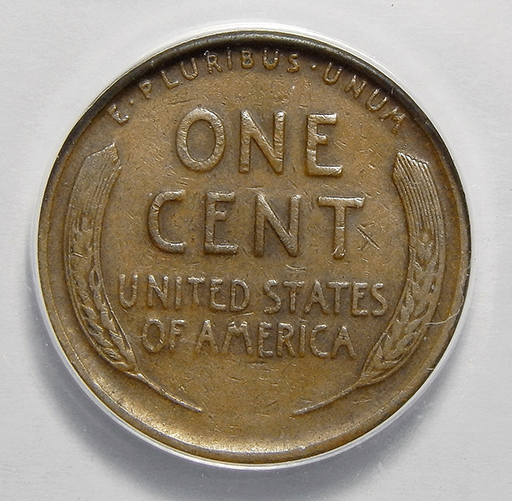 E·PLURIBUS·UNUM
ONE
CENT
UNITED STATES
OF AMERICA